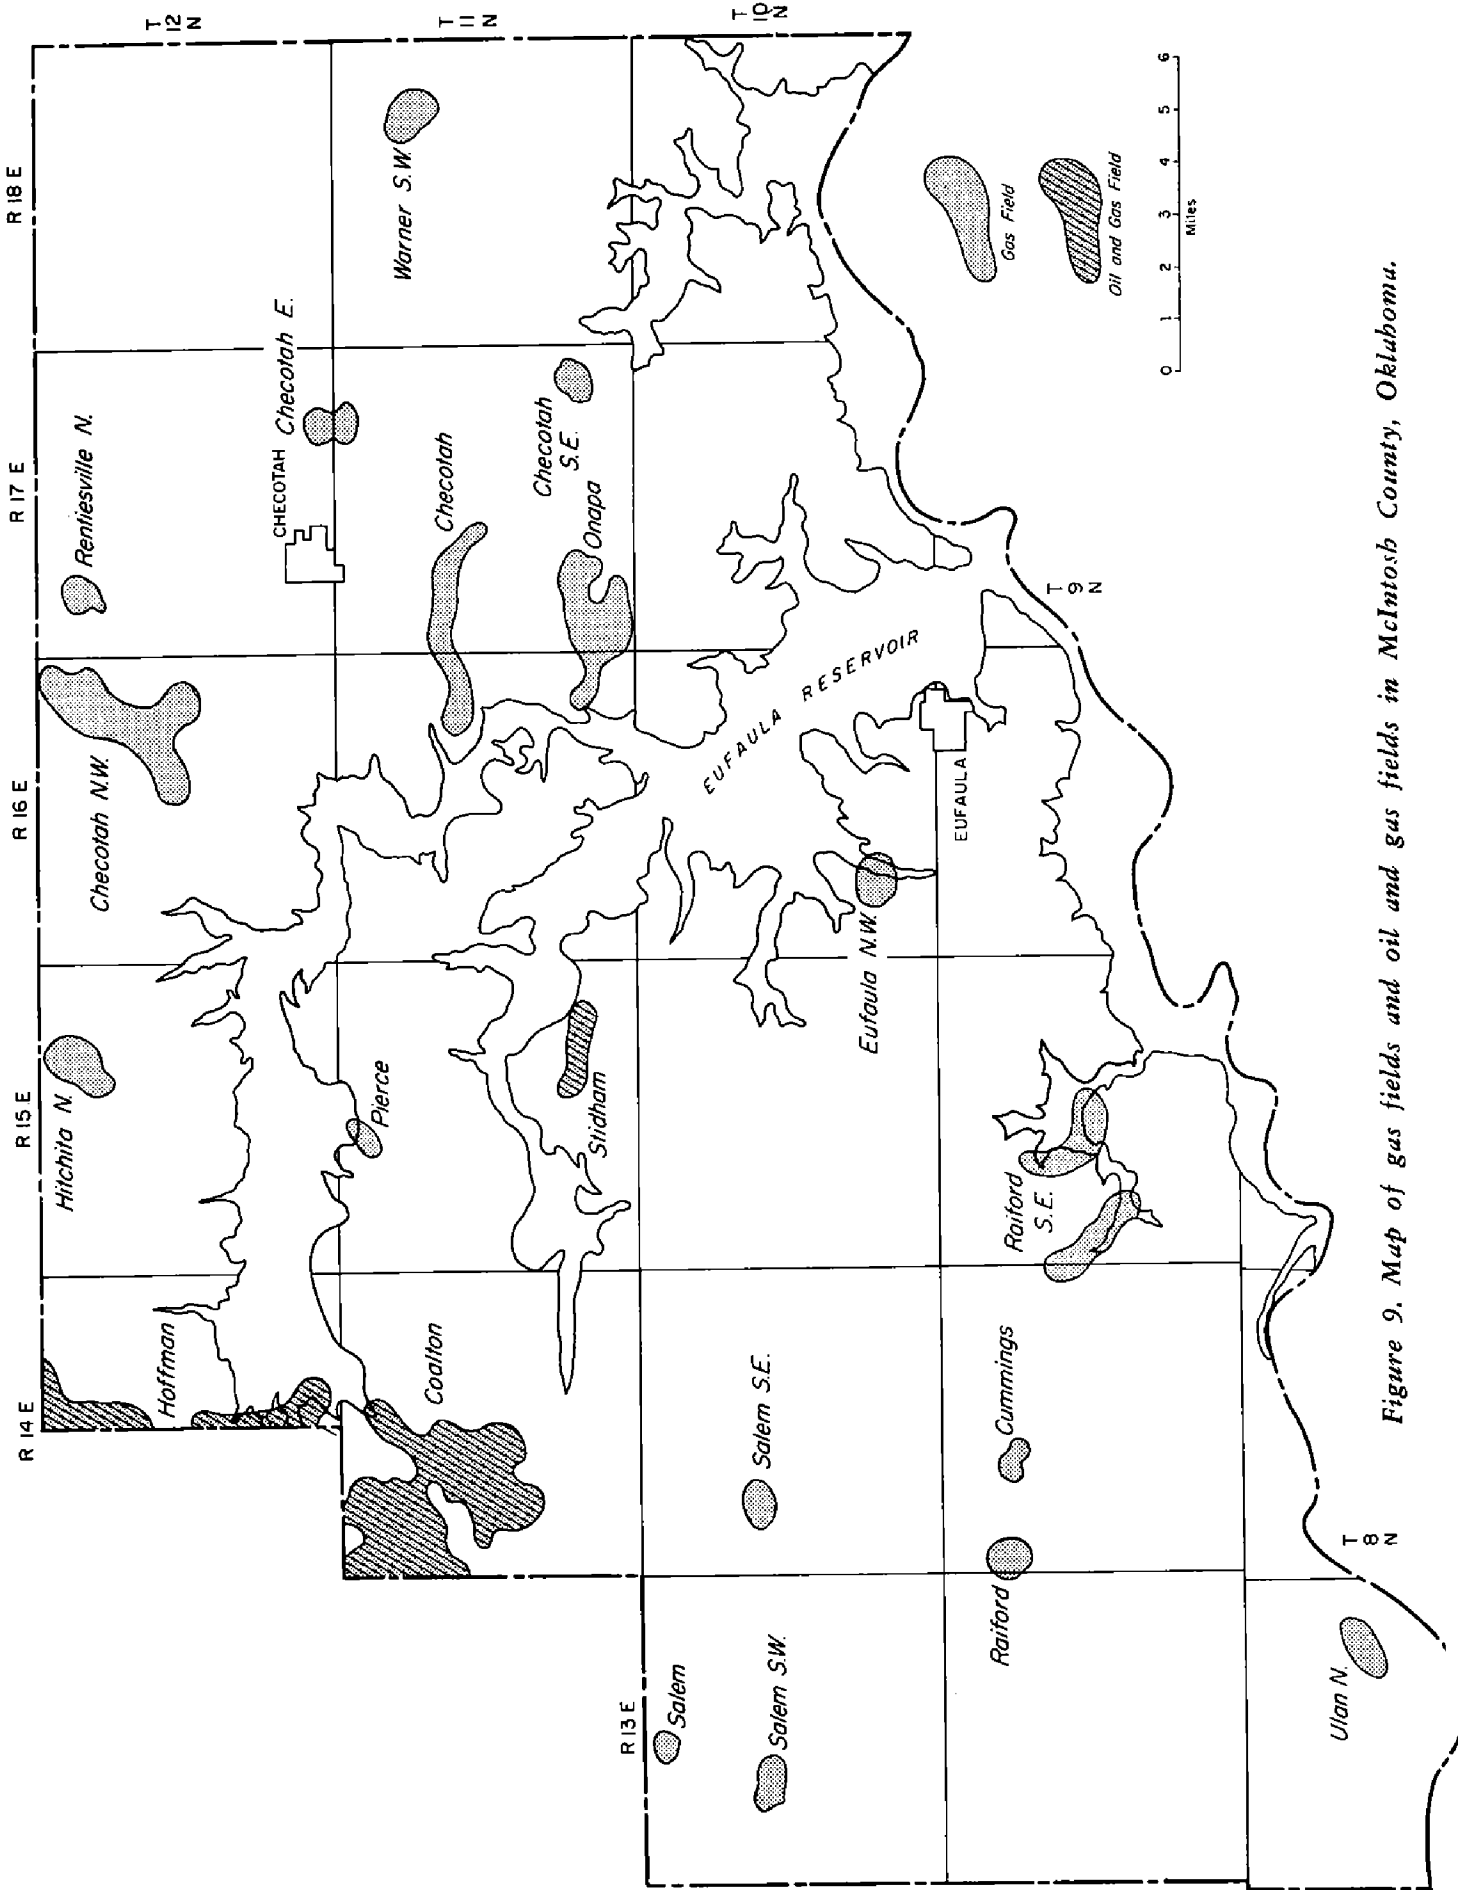 R 14 E
R 15 E
R 16 E
R 17 E
R 18 E
T
12
N
Hoffman
Hitchita N.
Checotah N.W.
Rentiesville N.
CHECOTAH
Checotah E.
T
11
N
Coalton
Pierce
Stidham
Checotah
Onapa
Checotah
S.E.
Warner S.W.
R 13 E
T
10
N
Salem
Salem S.W.
Salem S.E.
Eufaula N.W.
EUFAULA RESERVOIR
EUFAULA
T
9
N
Raiford
Cummings
Raiford
S.E.
T
8
N
Ulan N.
Gas Field
Oil and Gas Field
0 1 2 3 4 5 6
Miles
Figure 9. Map of gas fields and oil and gas fields in McIntosh County, Oklahoma.